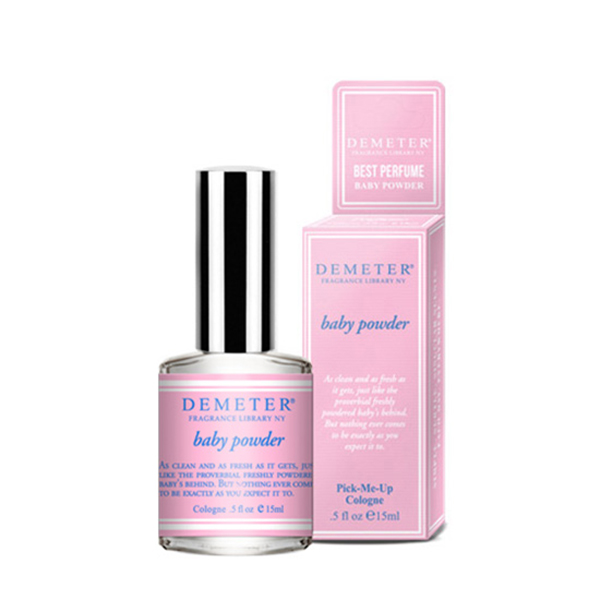 DEMETER®
FRAGRANCE LIBRARY NY
BEST PERFUME
BABY POWDER
DEMETER®
FRAGRANCE LIBRARY NY
baby powder
As clean and as fresh as
it gets, just like the
proverbial freshly
powdered baby's behind.
But nothing ever comes
to be exactly as you
expect it to.
Pick-Me-Up
Cologne
.5 fl oz ℮15ml
DEMETER®
FRAGRANCE LIBRARY NY
baby powder
AS CLEAN AND AS FRESH AS IT GETS, JUS
LIKE THE PROVERBIAL FRESHLY POWDERE
BABY'S BEHIND. BUT NOTHING EVER COME
TO BE EXACTLY AS YOU EXPECT IT TO.
Cologne .5 fl oz ℮ 15ml